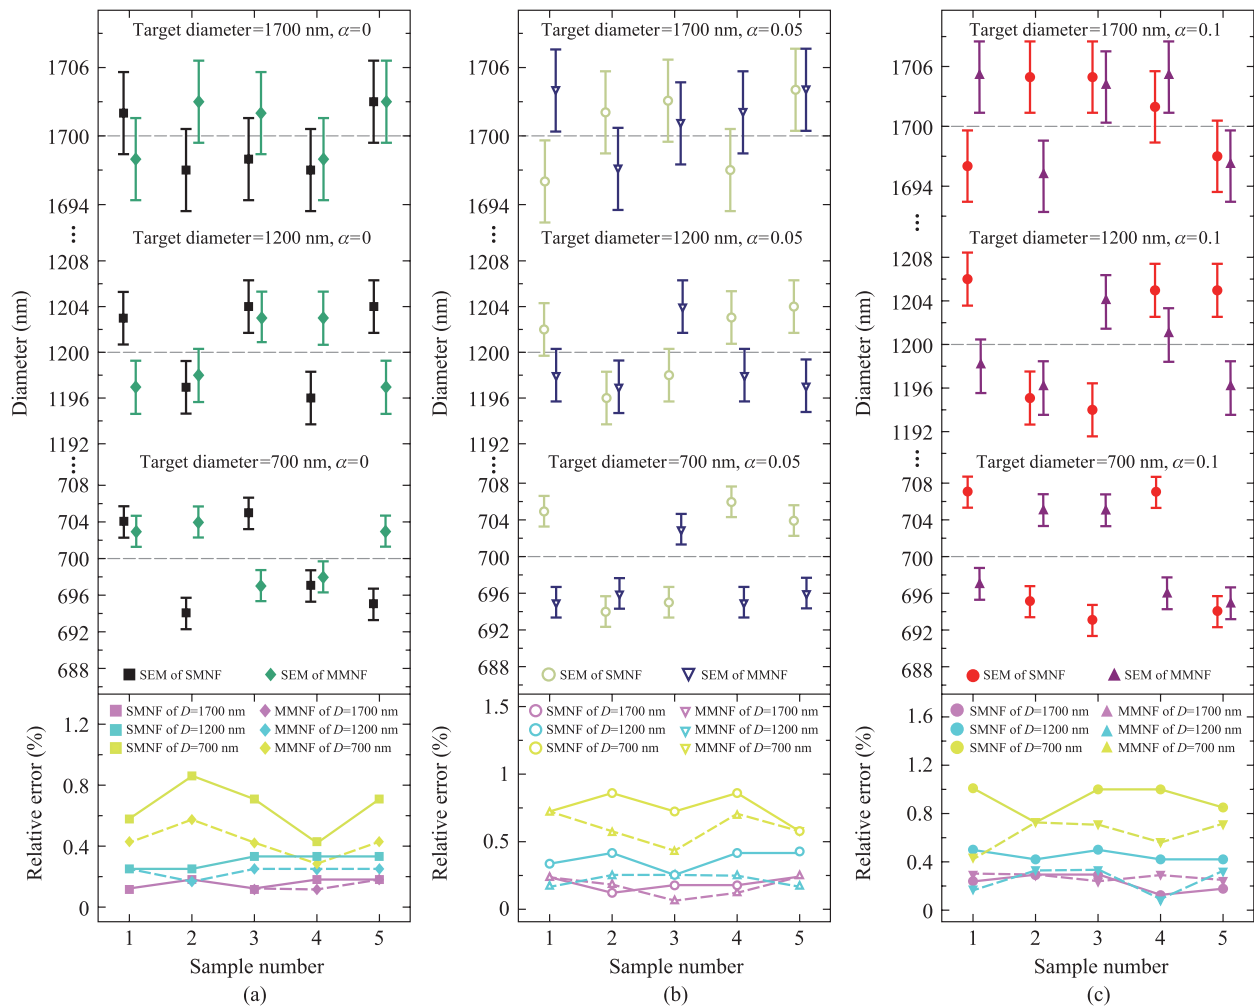 Target diameter=1700 nm, α=0
1706
1700
1694
Target diameter=1200 nm, α=0
1208
1204
1200
1196
1192
Target diameter=700 nm, α=0
708
704
700
696
692
688
Diameter (nm)
SEM of SMNF
SEM of MMNF
SMNF of D=1700 nm
MMNF of D=1700 nm
SMNF of D=1200 nm
MMNF of D=1200 nm
SMNF of D=700 nm
MMNF of D=700 nm
1.2
0.8
0.4
0
Relative error (%)
1 2 3 4 5
Sample number
(a)
Target diameter=1700 nm, α=0.05
1706
1700
1694
Target diameter=1200 nm, α=0.05
1208
1204
1200
1196
1192
Target diameter=700 nm, α=0.05
708
704
700
696
692
688
Diameter (nm)
SEM of SMNF
SEM of MMNF
SMNF of D=1700 nm
MMNF of D=1700 nm
SMNF of D=1200 nm
MMNF of D=1200 nm
SMNF of D=700 nm
MMNF of D=700 nm
1.5
1
0.5
0
Relative error (%)
1 2 3 4 5
Sample number
(b)
Target diameter=1700 nm, α=0.1
1706
1700
1694
Target diameter=1200 nm, α=0.1
1208
1204
1200
1196
1192
Target diameter=700 nm, α=0.1
708
704
700
696
692
688
Diameter (nm)
SEM of SMNF
SEM of MMNF
SMNF of D=1700 nm
MMNF of D=1700 nm
SMNF of D=1200 nm
MMNF of D=1200 nm
SMNF of D=700 nm
MMNF of D=700 nm
1.6
1.2
0.8
0.4
0
Relative error (%)
1 2 3 4 5
Sample number
(c)